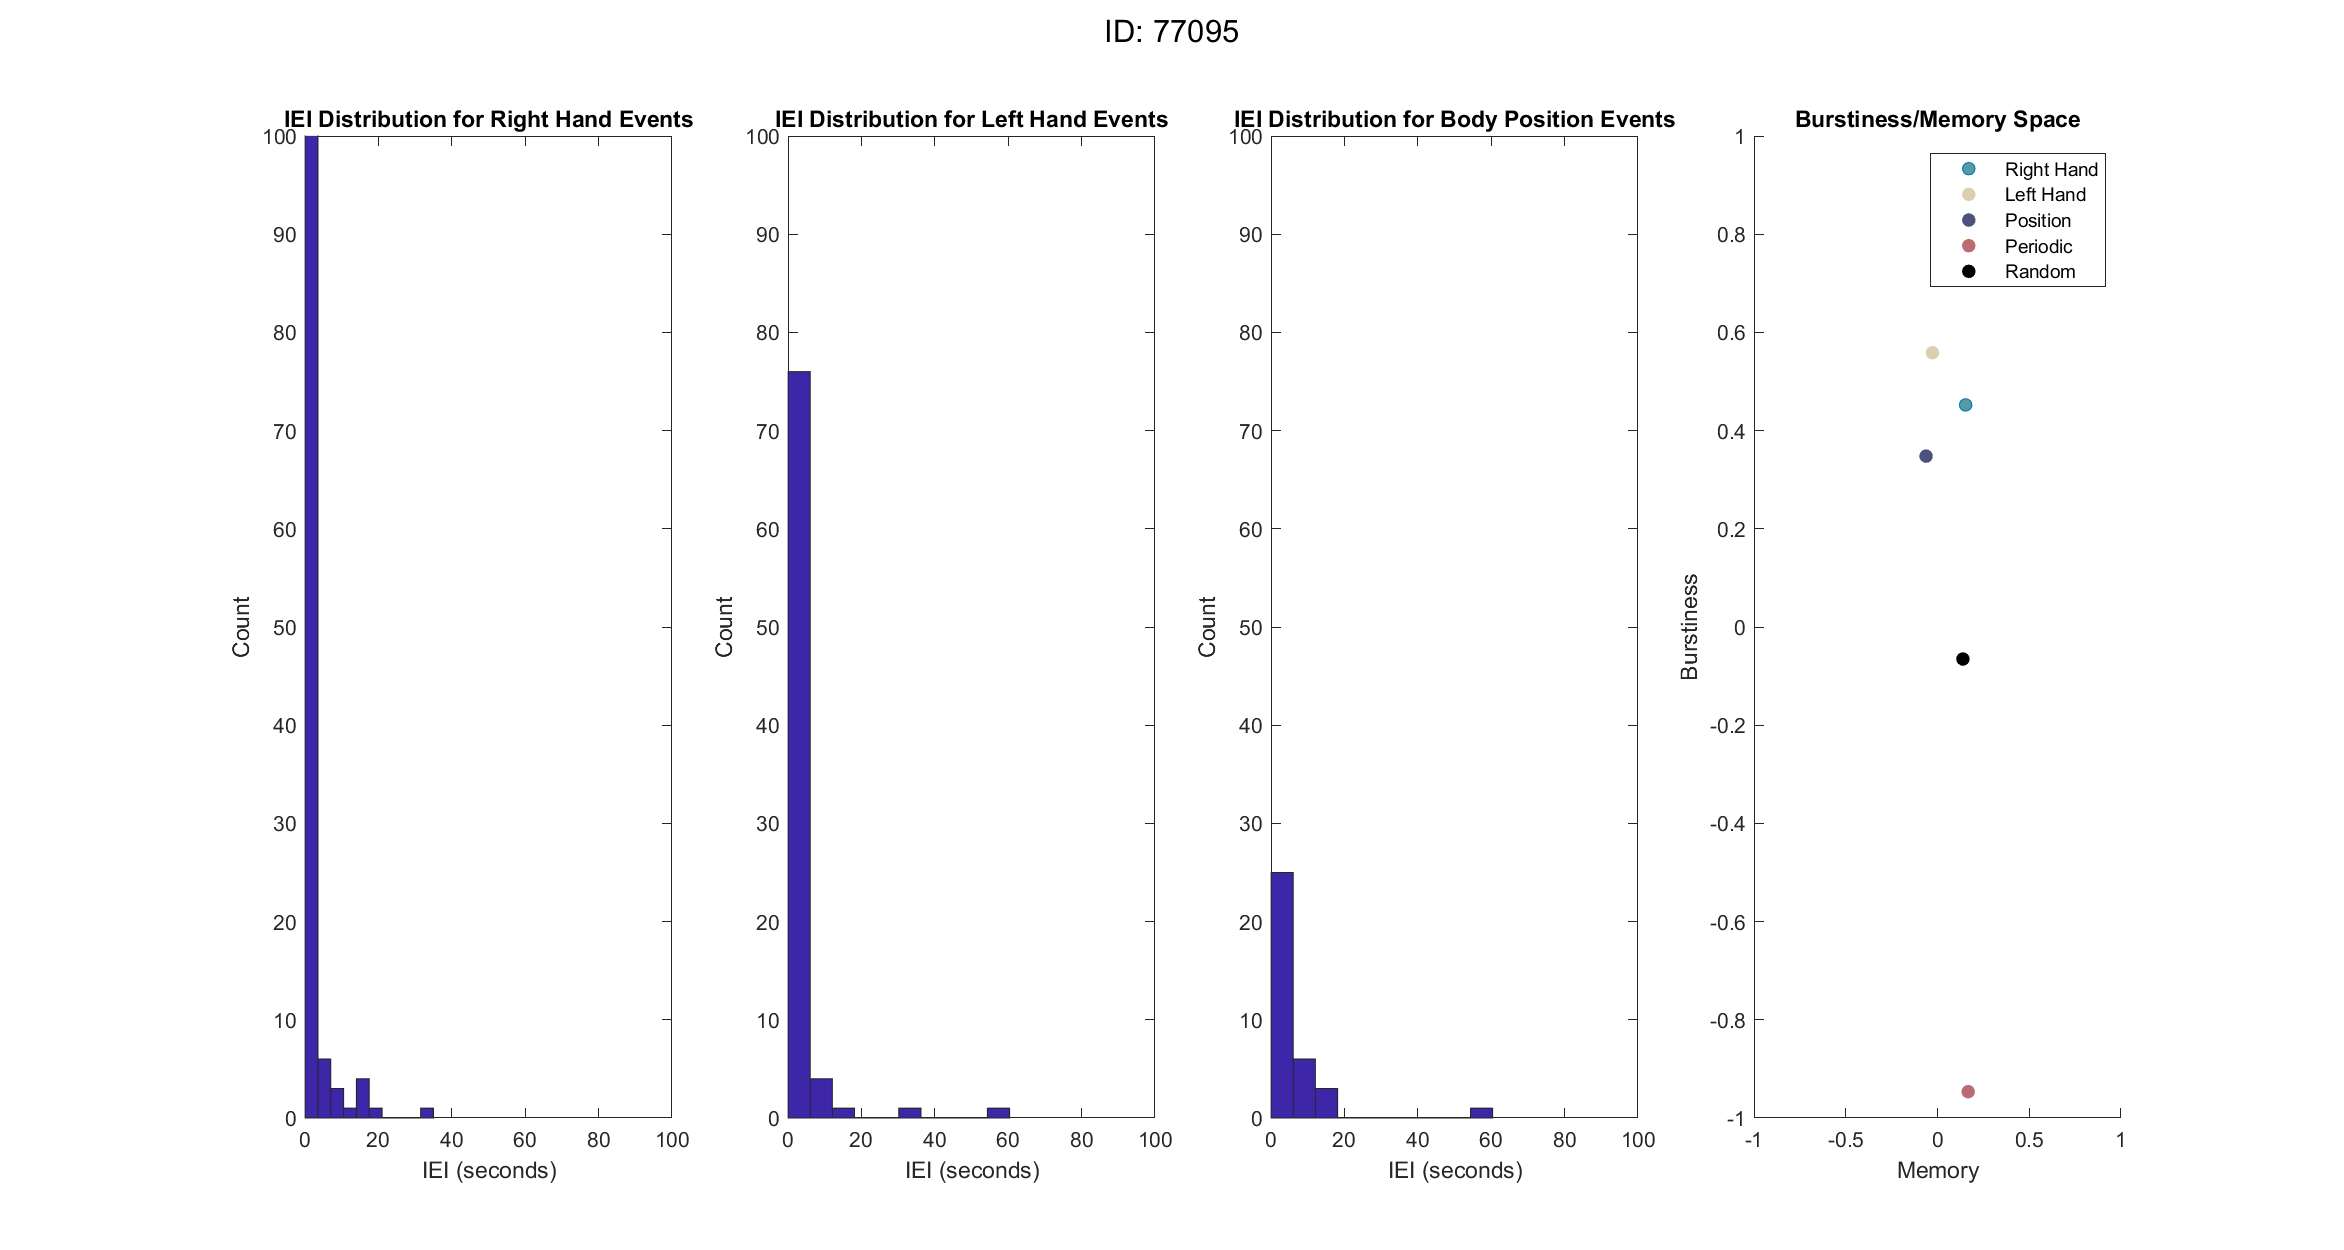 ID: 77095
IEI Distribution for Right Hand Events
100
90
80
70
60
50
40
30
20
10
0
Count
0 20 40 60 80 100
IEI (seconds)
IEI Distribution for Left Hand Events
100
90
80
70
60
50
40
30
20
10
0
Count
0 20 40 60 80 100
IEI (seconds)
IEI Distribution for Body Position Events
100
90
80
70
60
50
40
30
20
10
0
Count
0 20 40 60 80 100
IEI (seconds)
Burstiness/Memory Space
Right Hand
Left Hand
Position
Periodic
Random
1
0.8
0.6
0.4
0.2
0
-0.2
-0.4
-0.6
-0.8
-1
Burstiness
-1 -0.5 0 0.5 1
Memory